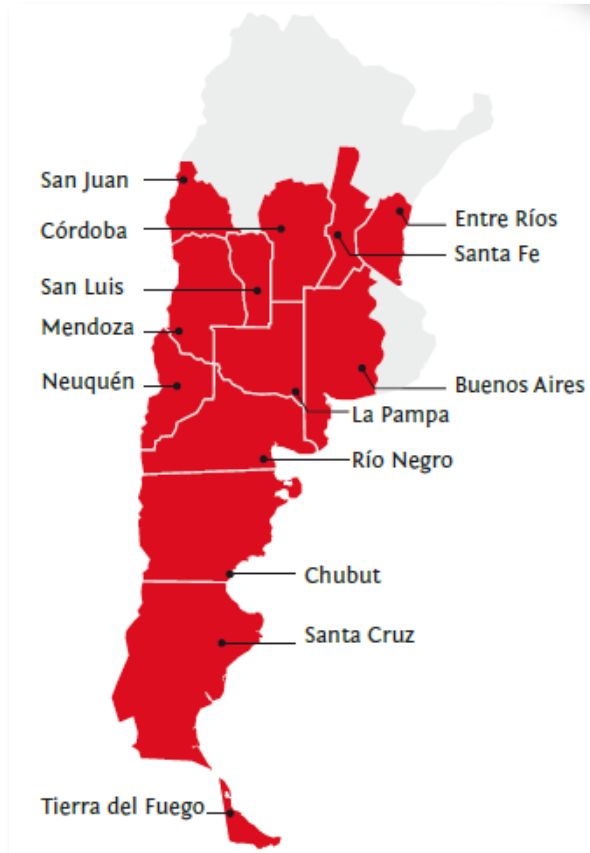 San Juan
Entre Ríos
Córdoba
Santa Fe
San Luis
Mendoza
Neuquén
Buenos Aires
La Pampa
Río Negro
Chubut
Santa Cruz
Tierra del Fuego